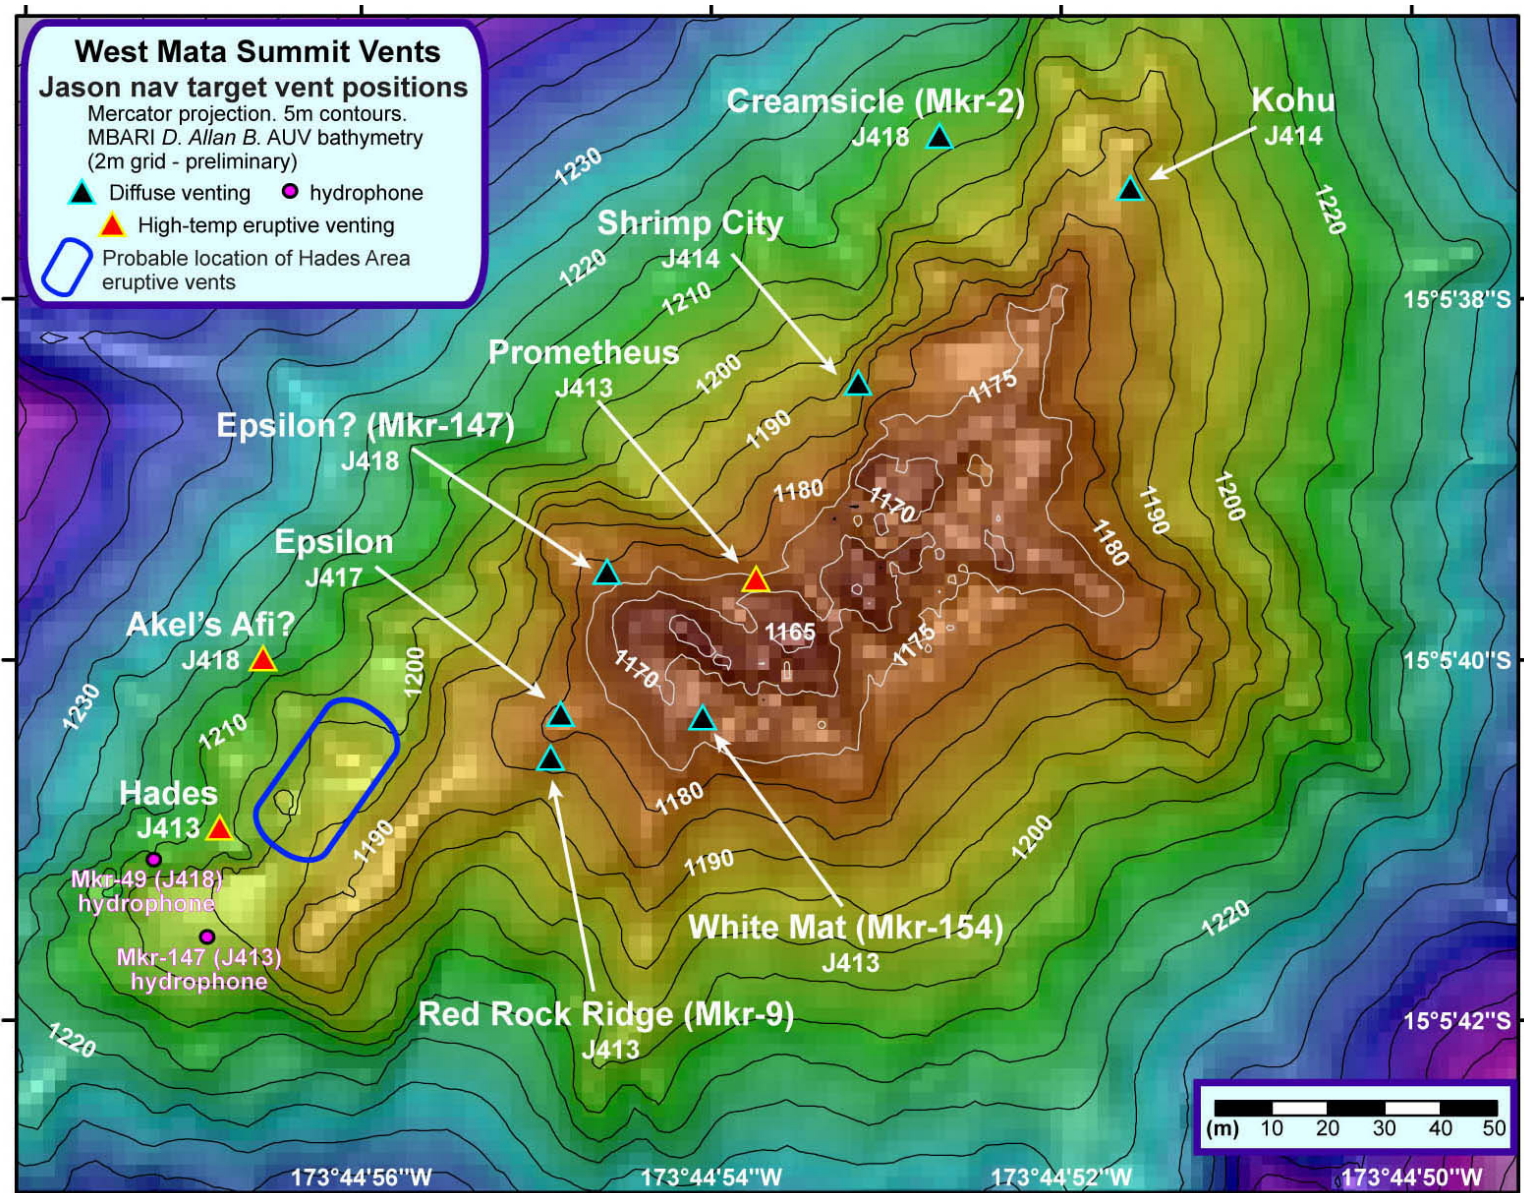 West Mata Summit Vents
Jason nav target vent positions
Mercator projection. 5m contours.
MBARI D. Allan B. AUV bathymetry
(2m grid - preliminary)
Diffuse venting
hydrophone
High-temp eruptive venting
Probable location of Hades Area
eruptive vents
Creamsicle (Mkr-2)
J418
Kohu
J414
1230
1220
Shrimp City
J414
1220
1210
15°5'38"S
Prometheus
J413
1200
1175
Epsilon? (Mkr-147)
J418
1190
1180
1170
1190
1200
1180
Epsilon
J417
Akel's Afi?
J418
1165
1175
1170
1200
15°5'40"S
1230
1210
Hades
J413
1180
1190
1190
1200
Mkr-49 (J418)
hydrophone
Mkr-147 (J413)
hydrophone
White Mat (Mkr-154)
J413
1220
Red Rock Ridge (Mkr-9)
J413
15°5'42"S
1220
(m) 10 20 30 40 50
173°44'56"W
173°44'54"W
173°44'52"W
173°44'50"W